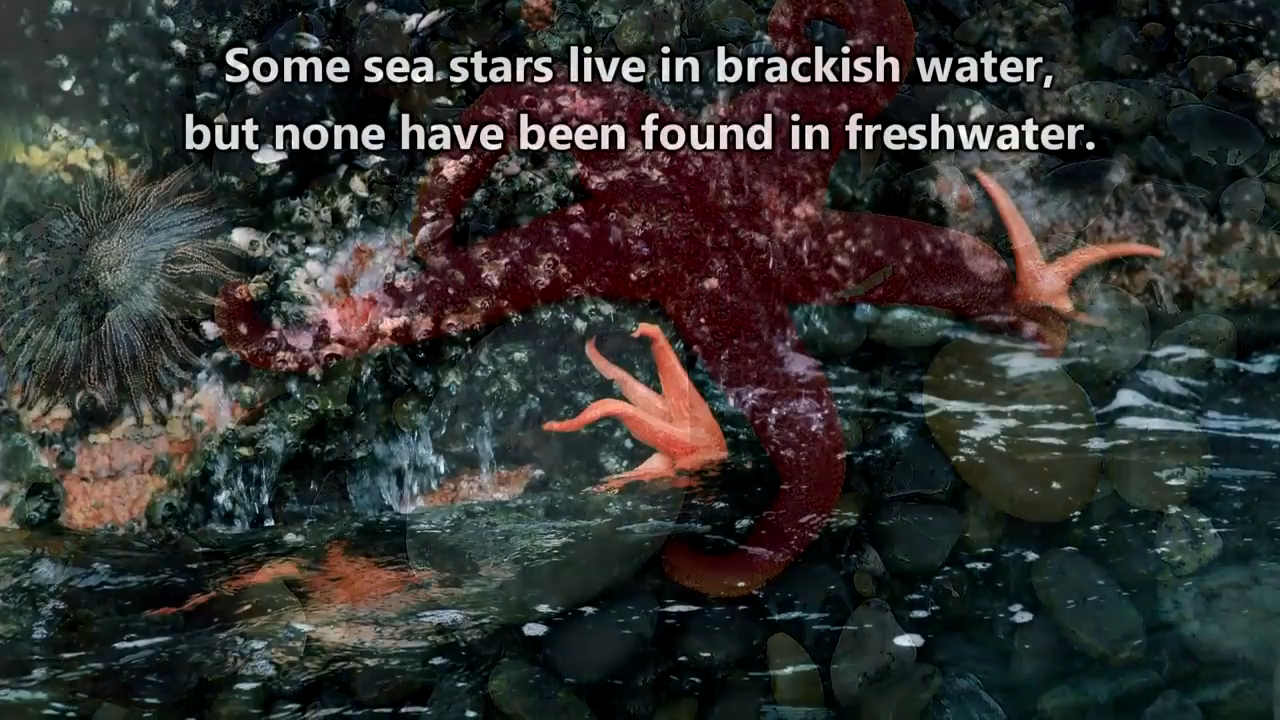 Some sea stars live in brackish water,
but none have been found in freshwater.